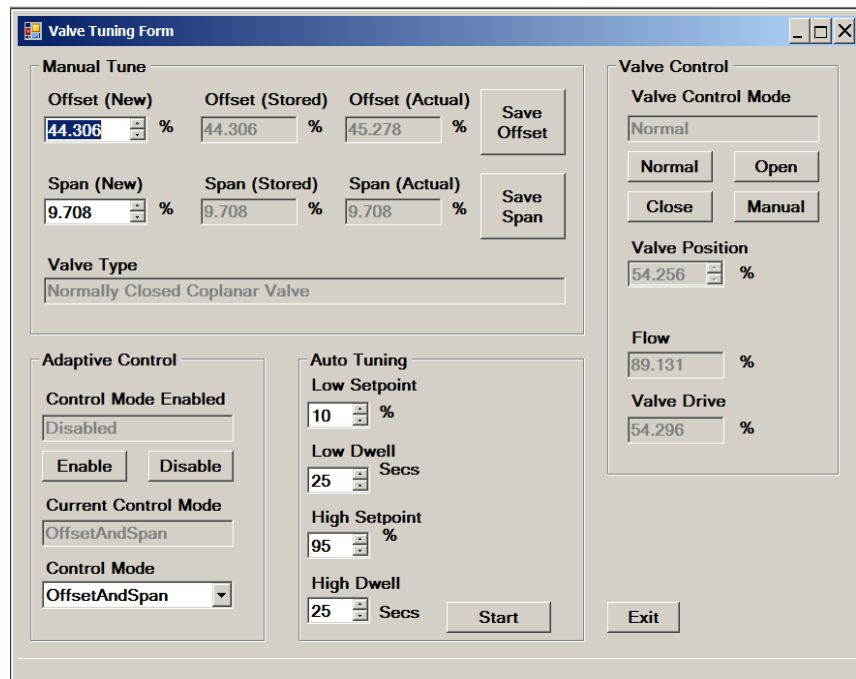 Valve Tuning Form
Manual Tune
Offset (New) Offset (Stored) Offset (Actual)
44.306 % 44.306 % 45.278 %
Save
Offset
Span (New) Span (Stored) Span (Actual)
9.708 % 9.708 % 9.708 %
Save
Span
Valve Type
Normally Closed Coplanar Valve
Valve Control
Valve Control Mode
Normal
Normal Open
Close Manual
Valve Position
54.256 %
Flow
89.131 %
Valve Drive
54.296 %
Adaptive Control
Control Mode Enabled
Disabled
Enable Disable
Current Control Mode
OffsetAndSpan
Control Mode
OffsetAndSpan
Auto Tuning
Low Setpoint
10 %
Low Dwell
25 Secs
High Setpoint
95 %
High Dwell
25 Secs
Start
Exit